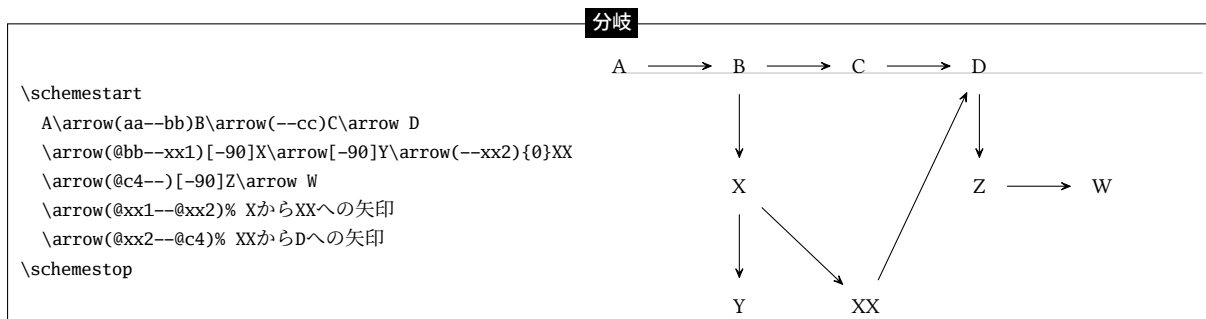 分岐
\schemestart
A\arrow(aa--bb)B\arrow(--cc)C\arrow D
\arrow(@bb--xx1)[-90]X\arrow[-90]Y\arrow(--xx2){0}XX
\arrow(@c4--)[-90]Z\arrow W
\arrow(@xx1--@xx2)% XからXXへの矢印
\arrow(@xx2--@c4)% XXからDへの矢印
\schemestop
A B C D
X Z W
Y XX